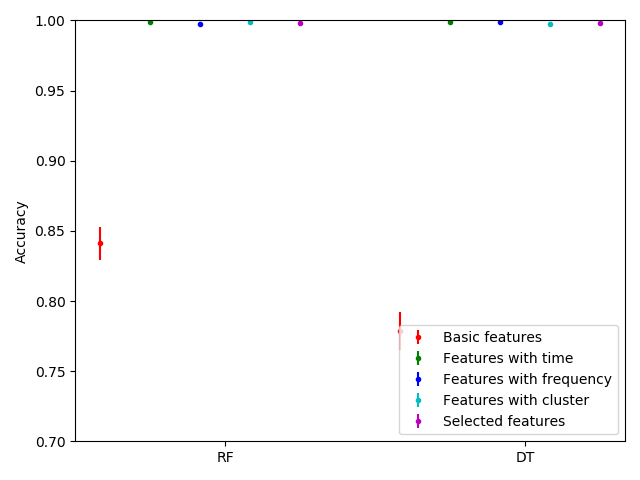 1.00
0.95
0.90
0.85
0.80
0.75
0.70
Accuracy
RF
DT
Basic features
Features with time
Features with frequency
Features with cluster
Selected features